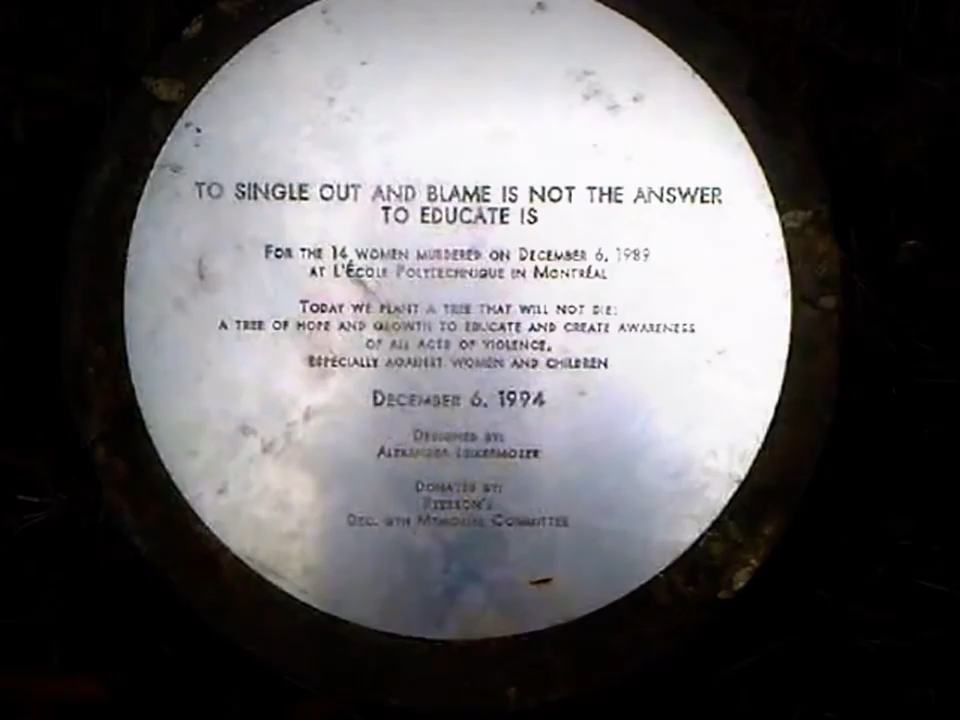 TO SINGLE OUT AND BLAME IS NOT THE ANSWER
TO EDUCATE IS
FOR THE 14 WOMEN MURDERED ON DECEMBER 6, 1989
AT L'ÉCOLE POLYTECHNIQUE IN MONTRÉAL
TODAY WE PLANT A TREE THAT WILL NOT DIE:
A TREE OF HOPE AND GROWTH TO EDUCATE AND CREATE AWARENESS
OF ALL ACTS OF VIOLENCE,
ESPECIALLY AGAINST WOMEN AND CHILDREN
DECEMBER 6, 1994
DESIGNED BY:
ALEXANDRA
DONATED BY:
DEC. 6TH MEMORIAL COMMITTEE